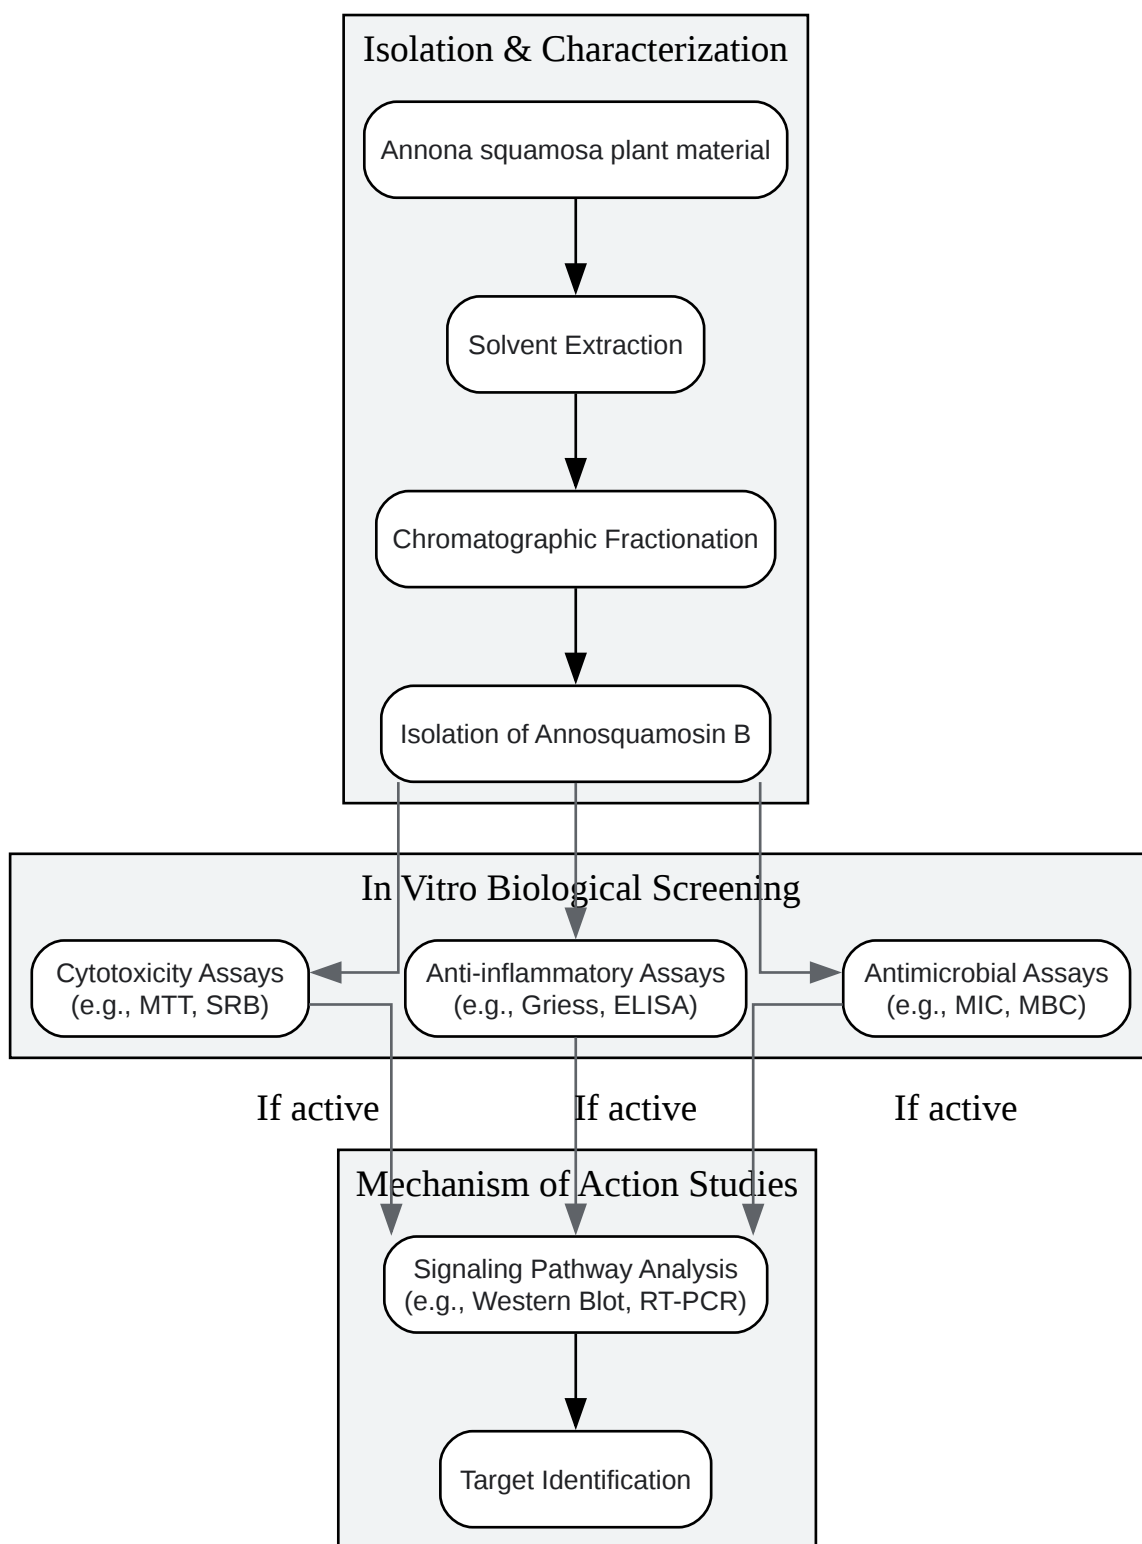 Isolation & Characterization
Annona squamosa plant material
Solvent Extraction
Chromatographic Fractionation
Isolation of Annosquamosin B
In Vitro Biological Screening
Cytotoxicity Assays
(e.g., MTT, SRB)
Anti-inflammatory Assays
(e.g., Griess, ELISA)
Antimicrobial Assays
(e.g., MIC, MBC)
If active
If active
If active
Mechanism of Action Studies
Signaling Pathway Analysis
(e.g., Western Blot, RT-PCR)
Target Identification